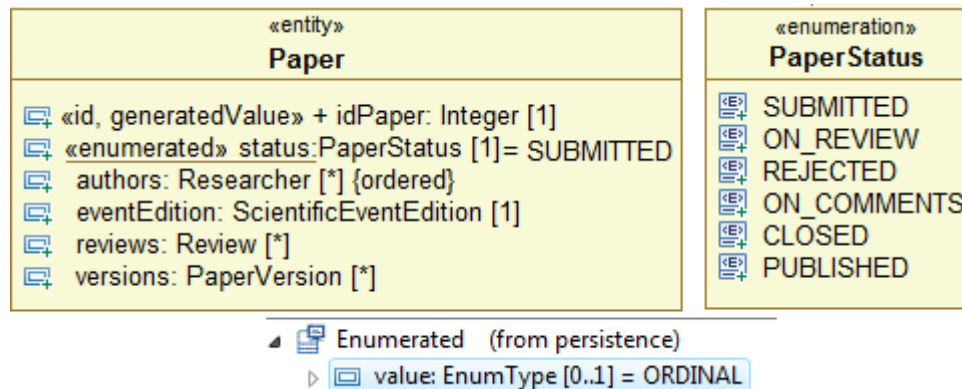 «entity»
Paper
«id, generatedValue» + idPaper: Integer [1]
«enumerated» status:PaperStatus [1]= SUBMITTED
authors: Researcher [*] {ordered}
eventEdition: ScientificEventEdition [1]
reviews: Review [*]
versions: PaperVersion [*]
«enumeration»
PaperStatus
<E> SUBMITTED
<E> ON_REVIEW
<E> REJECTED
<E> ON_COMMENTS
<E> CLOSED
<E> PUBLISHED
Enumerated (from persistence)
value: EnumType [0..1] = ORDINAL